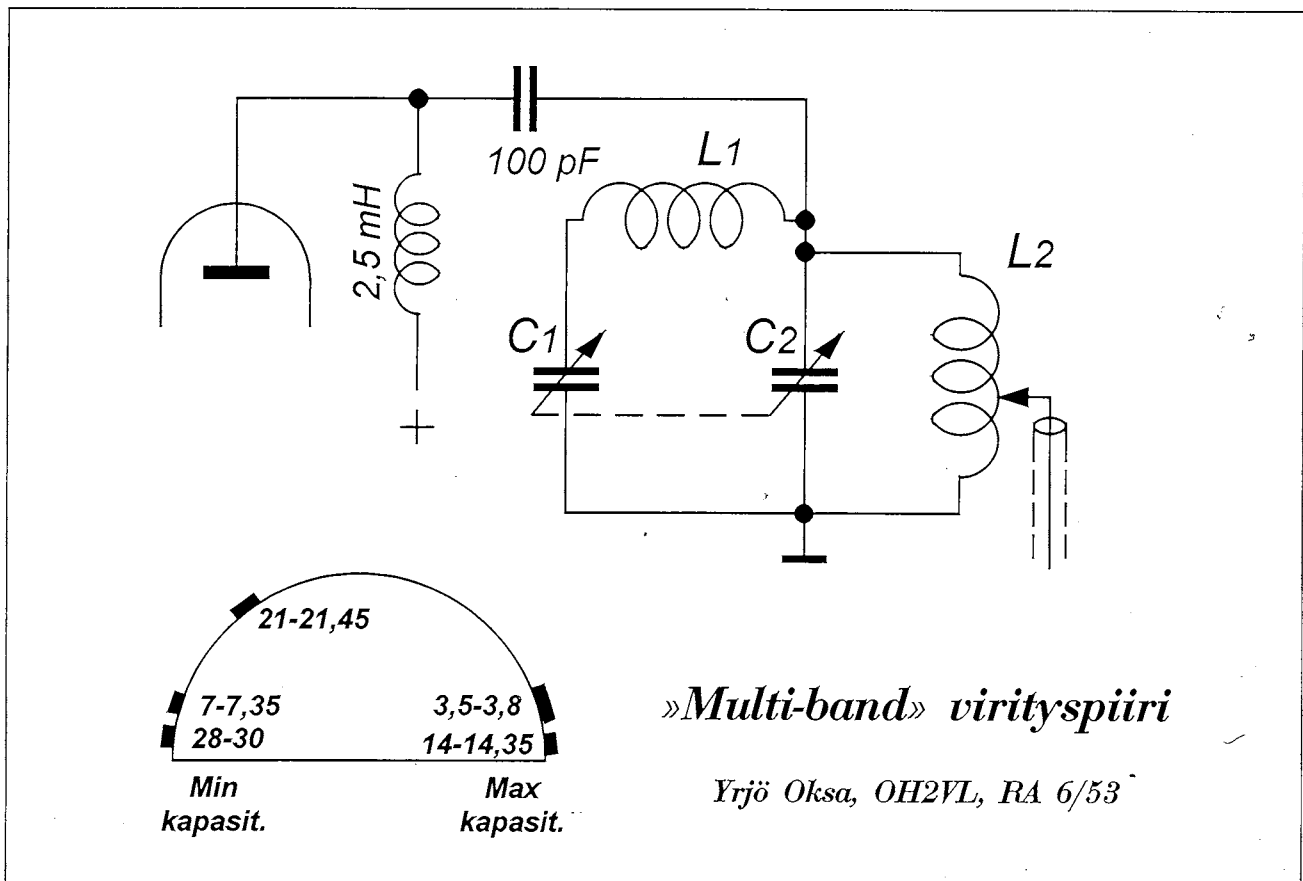 100 pF
L1
2,5 mH
L2
C1
C2
+
21-21,45
7-7,35
3,5-3,8
28-30
14-14,35
Min
kapasit.
Max
kapasit.
»Multi-band» virityspiiri
Yrjö Oksa, OH2VL, RA 6/53